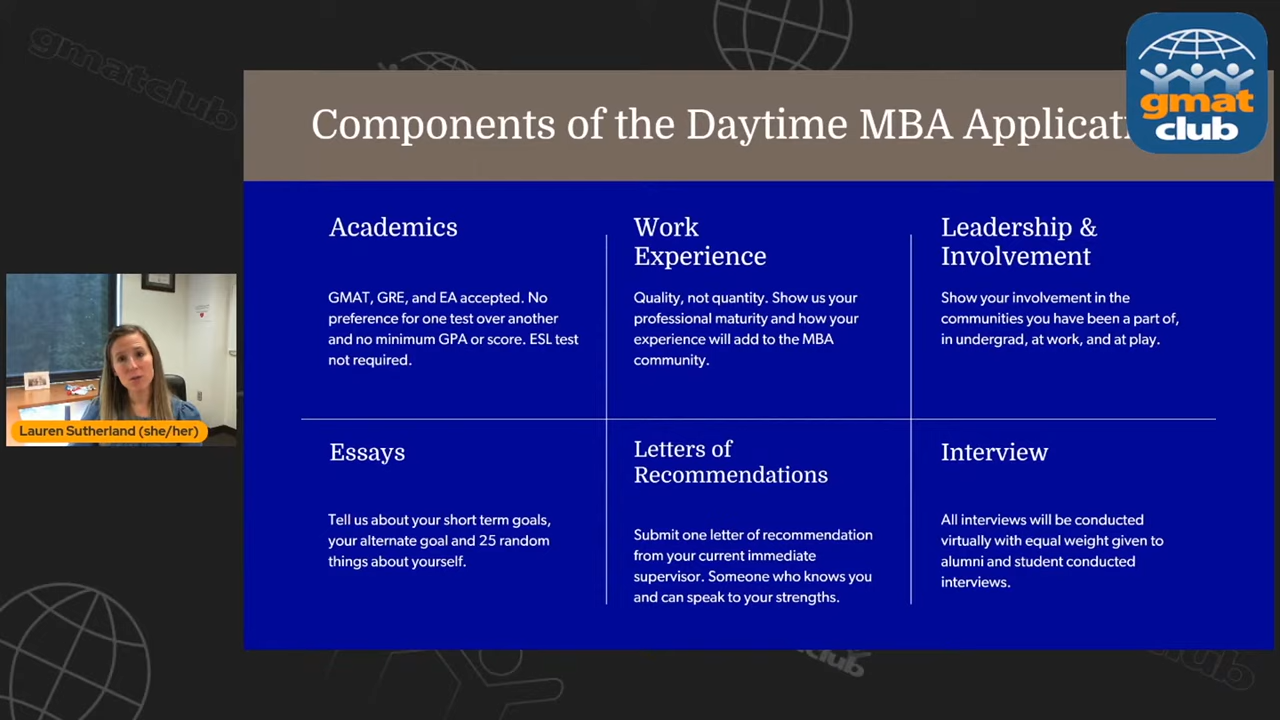 gmatclub
gmat
club
Components of the Daytime MBA
Academics
GMAT, GRE, and EA accepted. No
preference for one test over another
and no minimum GPA or score. ESL test
not required.
Work
Experience
Quality, not quantity. Show us your
professional maturity and how your
experience will add to the MBA
community.
Leadership &
Involvement
Show your involvement in the
communities you have been a part of,
in undergrad, at work, and at play.
Lauren Sutherland (she/her)
Essays
Tell us about your short term goals,
your alternate goal and 25 random
things about yourself.
Letters of
Recommendations
Submit one letter of recommendation
from your current immediate
supervisor. Someone who knows you
and can speak to your strengths.
Interview
All interviews will be conducted
virtually with equal weight given to
alumni and student conducted
interviews.
club